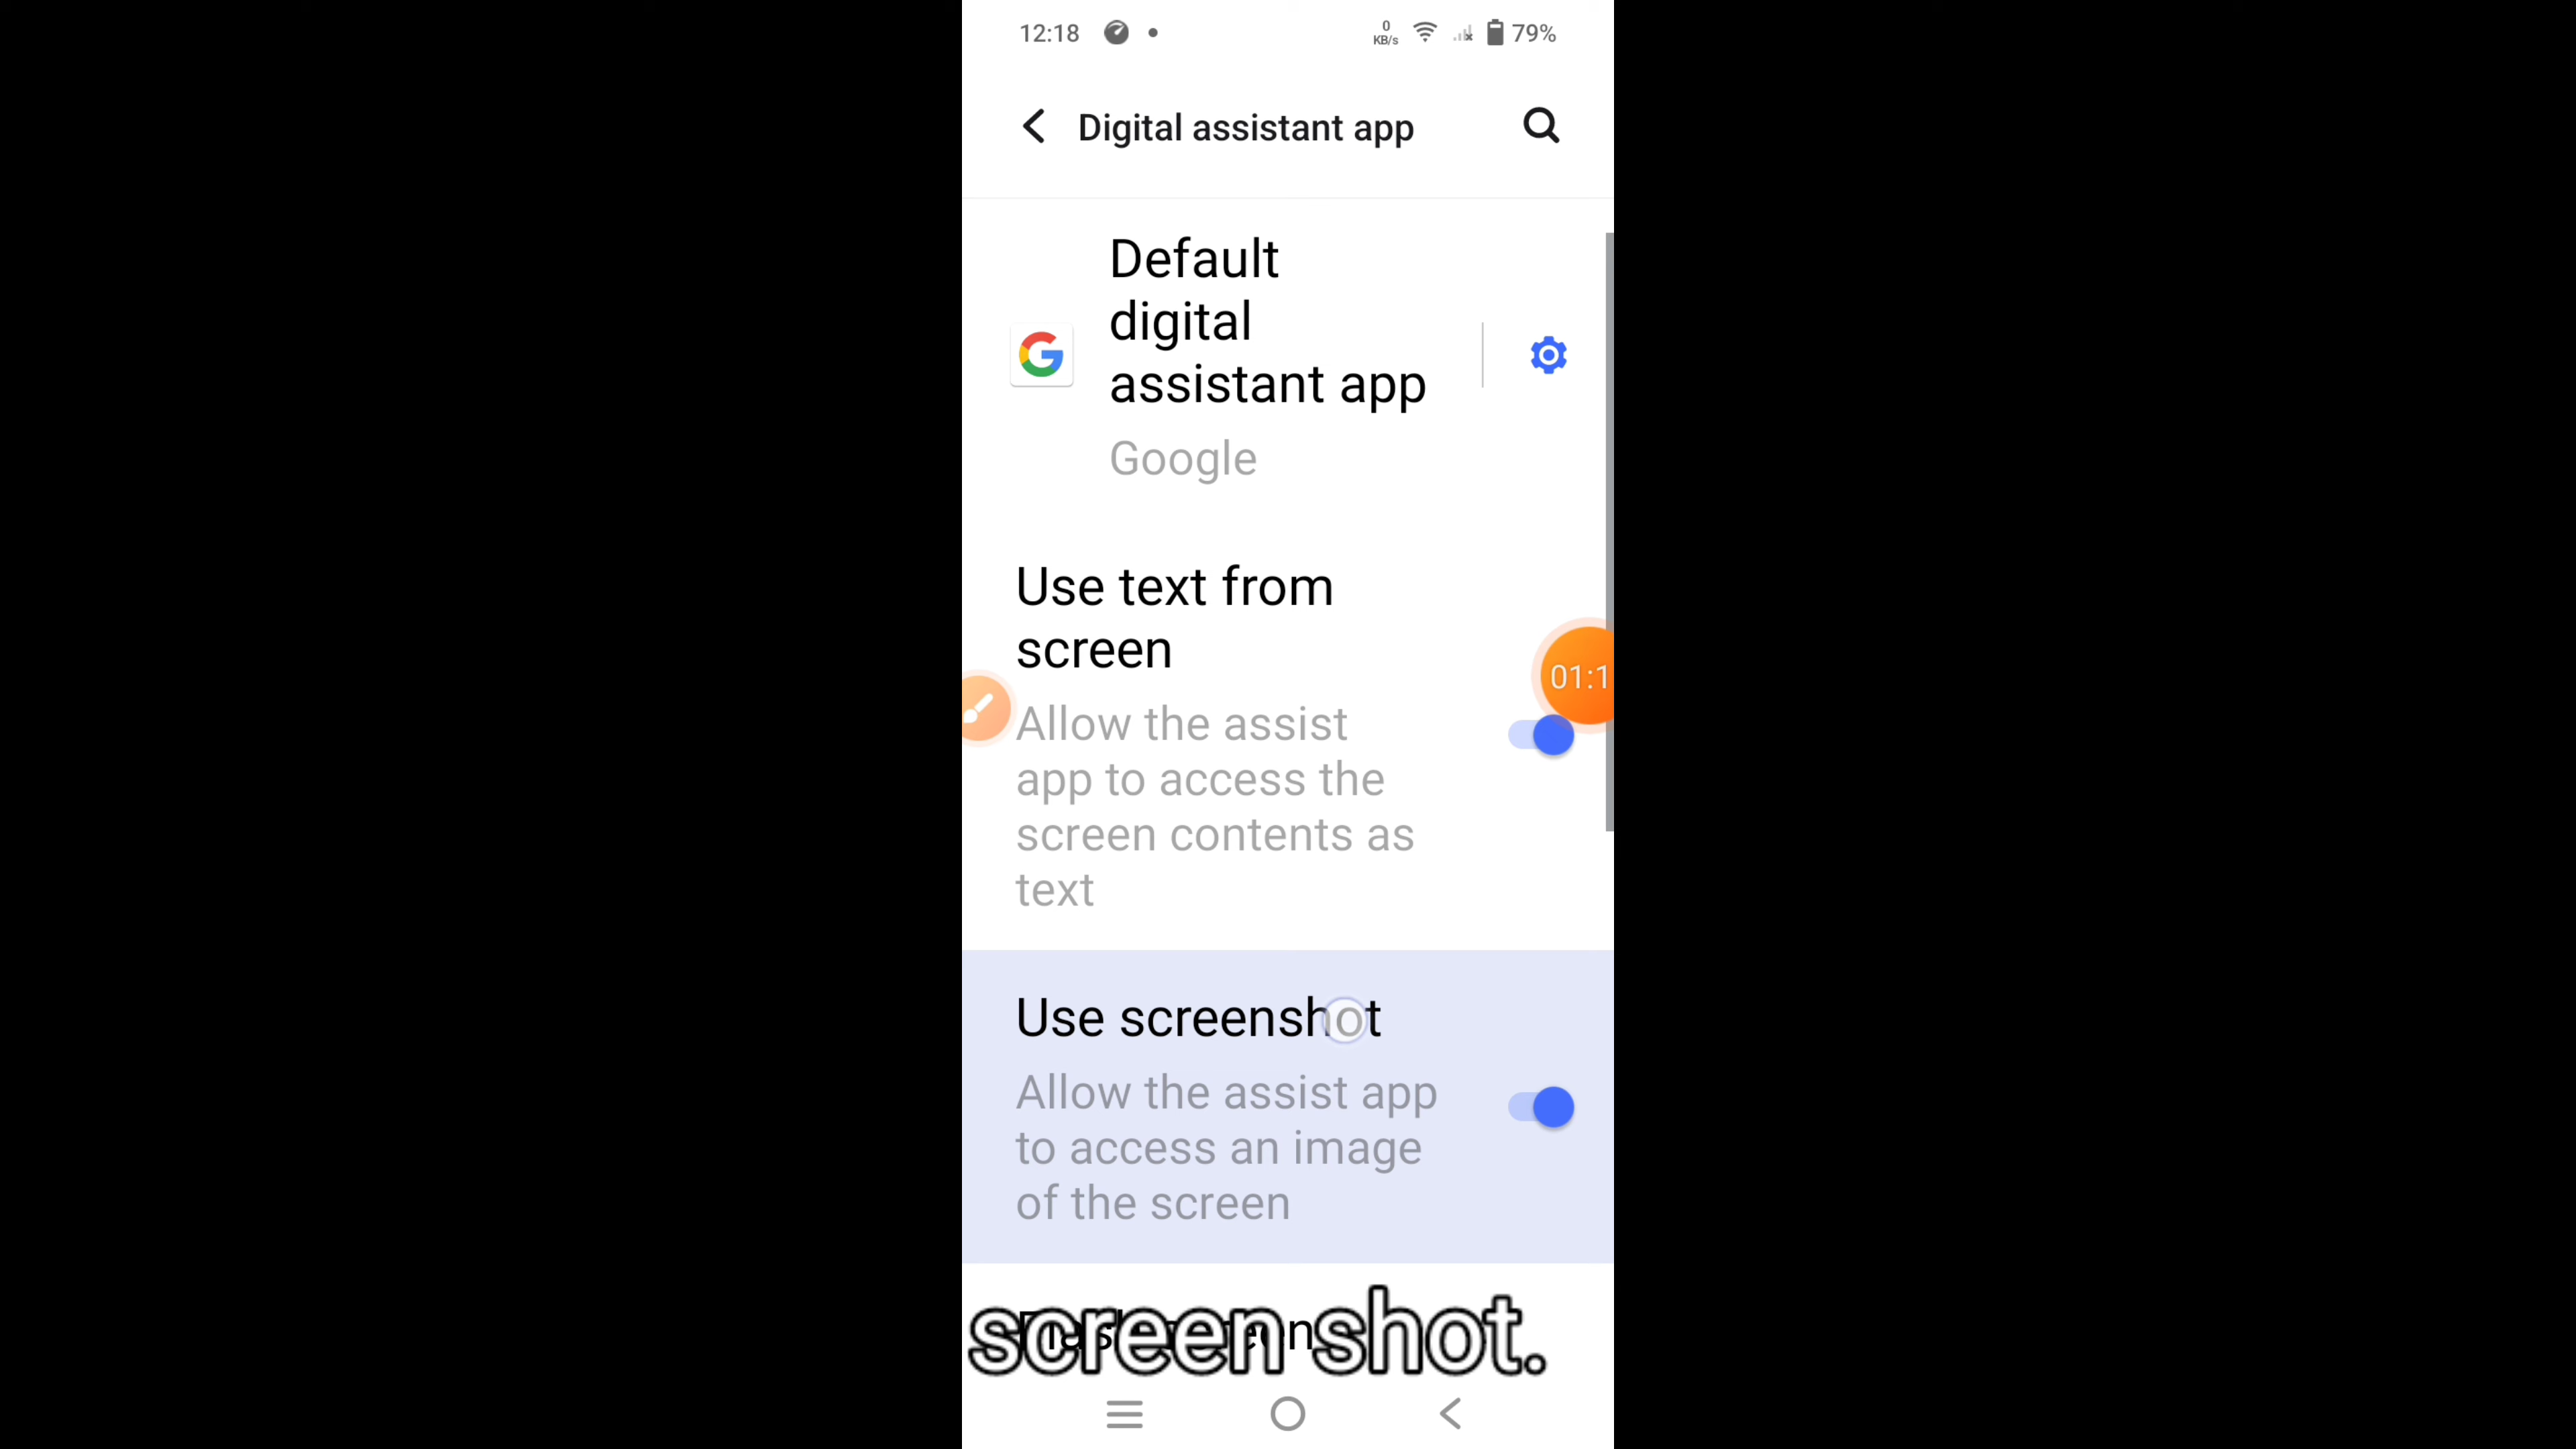 12:18
0
KB/s
79%
Digital assistant app
Default
digital
assistant app
Google
Use text from
screen
01:1
Allow the assist
app to access the
screen contents as
text
Use screenshot
Allow the assist app
to access an image
of the screen
screen shot.